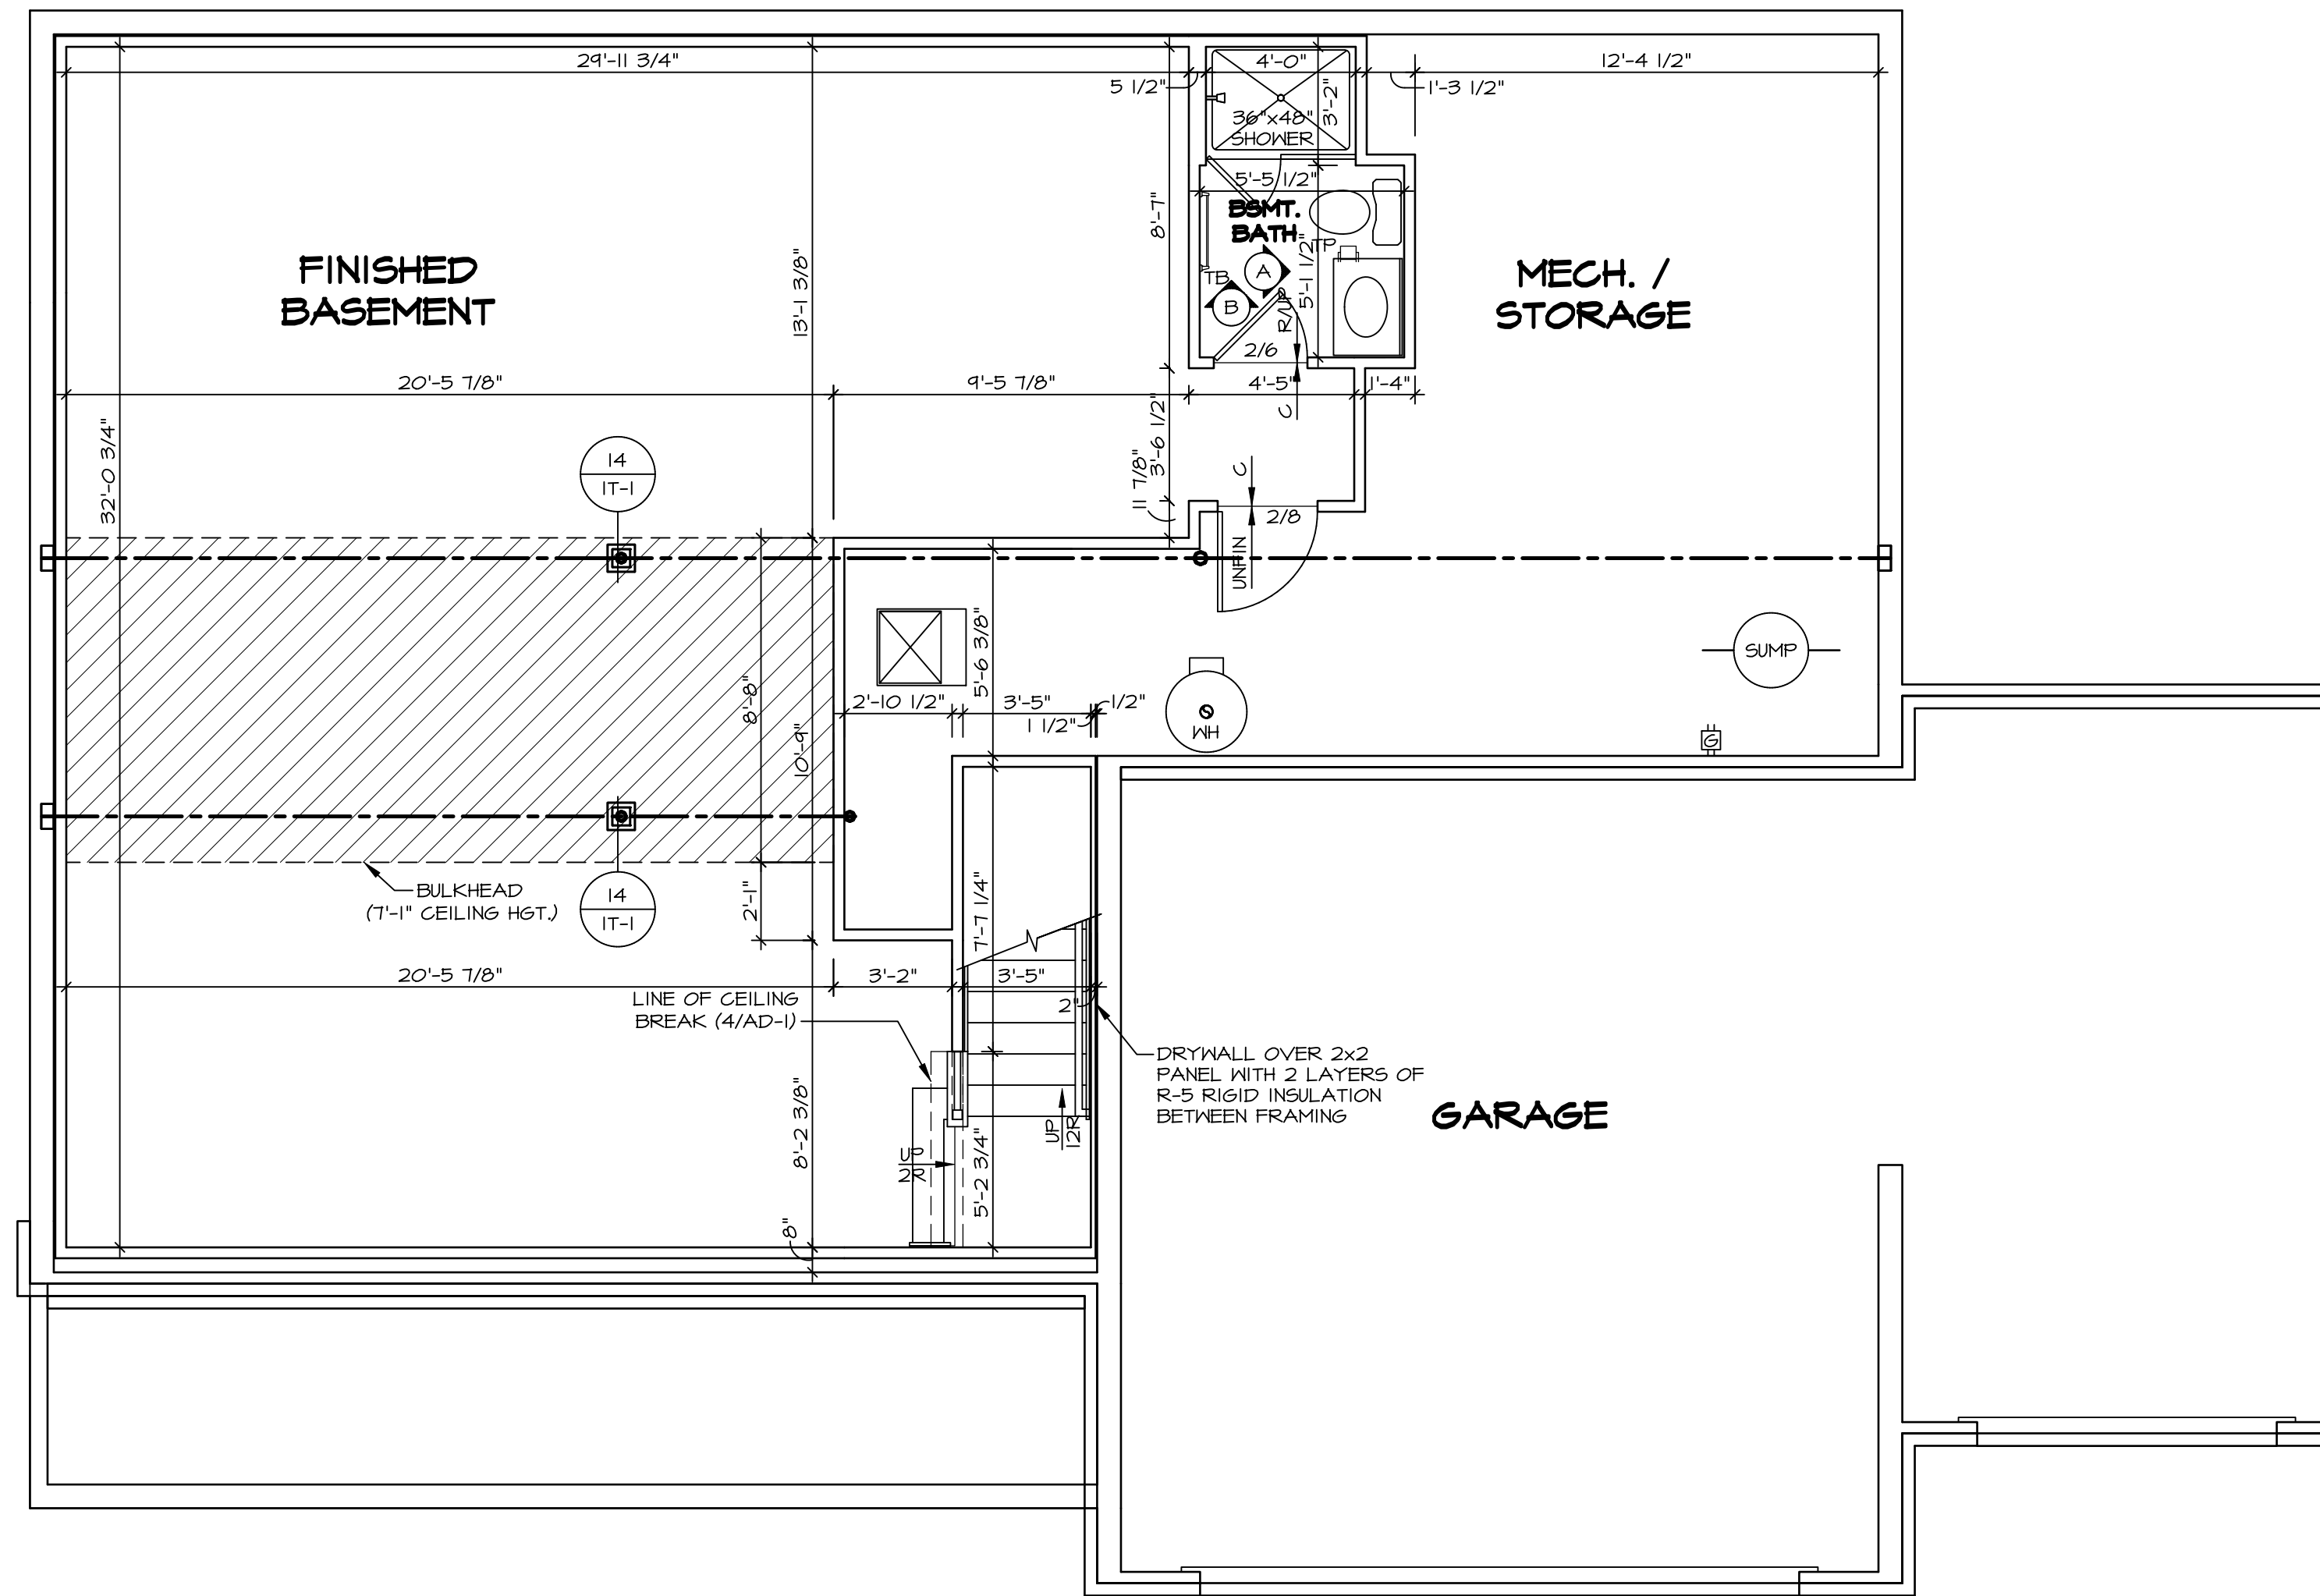 29'-11 3/4"
5 1/2"
4'-0"
1'-3 1/2"
12'-4 1/2"
36"x48"
SHOWER
3'-2"
5'-5 1/2"
BSMT.
BATH
TP
TB
A
B
5'-1 1/2"
R/UP
2/6
C
8'-7"
13'-1 3/8"
32'-0 3/4"
FINISHED
BASEMENT
MECH. /
STORAGE
20'-5 7/8"
9'-5 7/8"
4'-5"
1'-4"
3'-6 1/2"
11 7/8"
14
1T-1
C
UNFIN
2/8
SUMP
5'-6 3/8"
8'-8"
10'-9"
2'-10 1/2"
3'-5"
1/2"
1 1/2"
WH
G
BULKHEAD
(7'-1" CEILING HGT.)
14
1T-1
2'-1"
7'-7 1/4"
20'-5 7/8"
3'-2"
3'-5"
2"
LINE OF CEILING
BREAK (4/AD-1)
DRYWALL OVER 2x2
PANEL WITH 2 LAYERS OF
R-5 RIGID INSULATION
BETWEEN FRAMING
GARAGE
8'-2 3/8"
5'-2 3/4"
UP
12R
UP
2R
8"